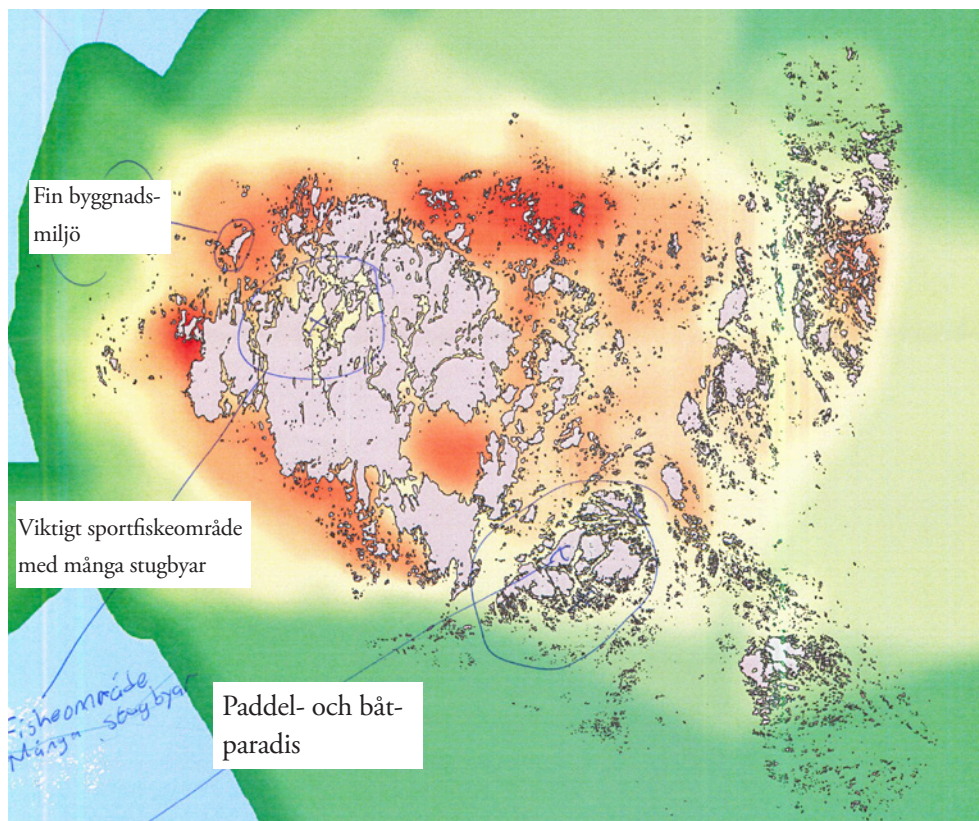 Fin byggnads-
miljö
Viktigt sportfiskeområde
med många stugbyar
Fiskeområde
Många stugbyar
Paddel- och båt-
paradis